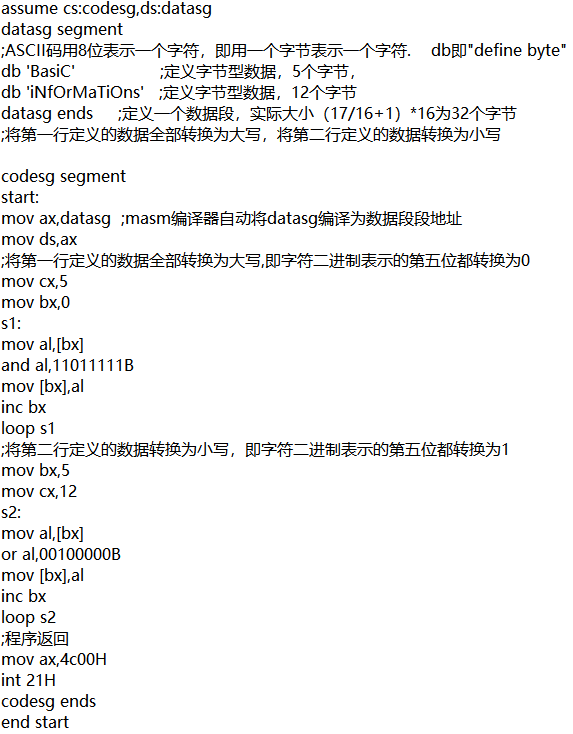 assume cs:codesg,ds:datasg
datasg segment
;ASCII码用8位表示一个字符，即用一个字节表示一个字符.    db即"define byte"
db 'BasiC'                  ;定义字节型数据，5个字节，
db 'iNfOrMaTiOns'   ;定义字节型数据，12个字节
datasg ends     ;定义一个数据段，实际大小（17/16+1）*16为32个字节
;将第一行定义的数据全部转换为大写，将第二行定义的数据转换为小写

codesg segment
start:
mov ax,datasg  ;masm编译器自动将datasg编译为数据段段地址
mov ds,ax
;将第一行定义的数据全部转换为大写,即字符二进制表示的第五位都转换为0
mov cx,5
mov bx,0
s1:
mov al,[bx]
and al,11011111B
mov [bx],al
inc bx
loop s1
;将第二行定义的数据转换为小写，即字符二进制表示的第五位都转换为1
mov bx,5
mov cx,12
s2:
mov al,[bx]
or al,00100000B
mov [bx],al
inc bx
loop s2
;程序返回
mov ax,4c00H
int 21H
codesg ends
end start